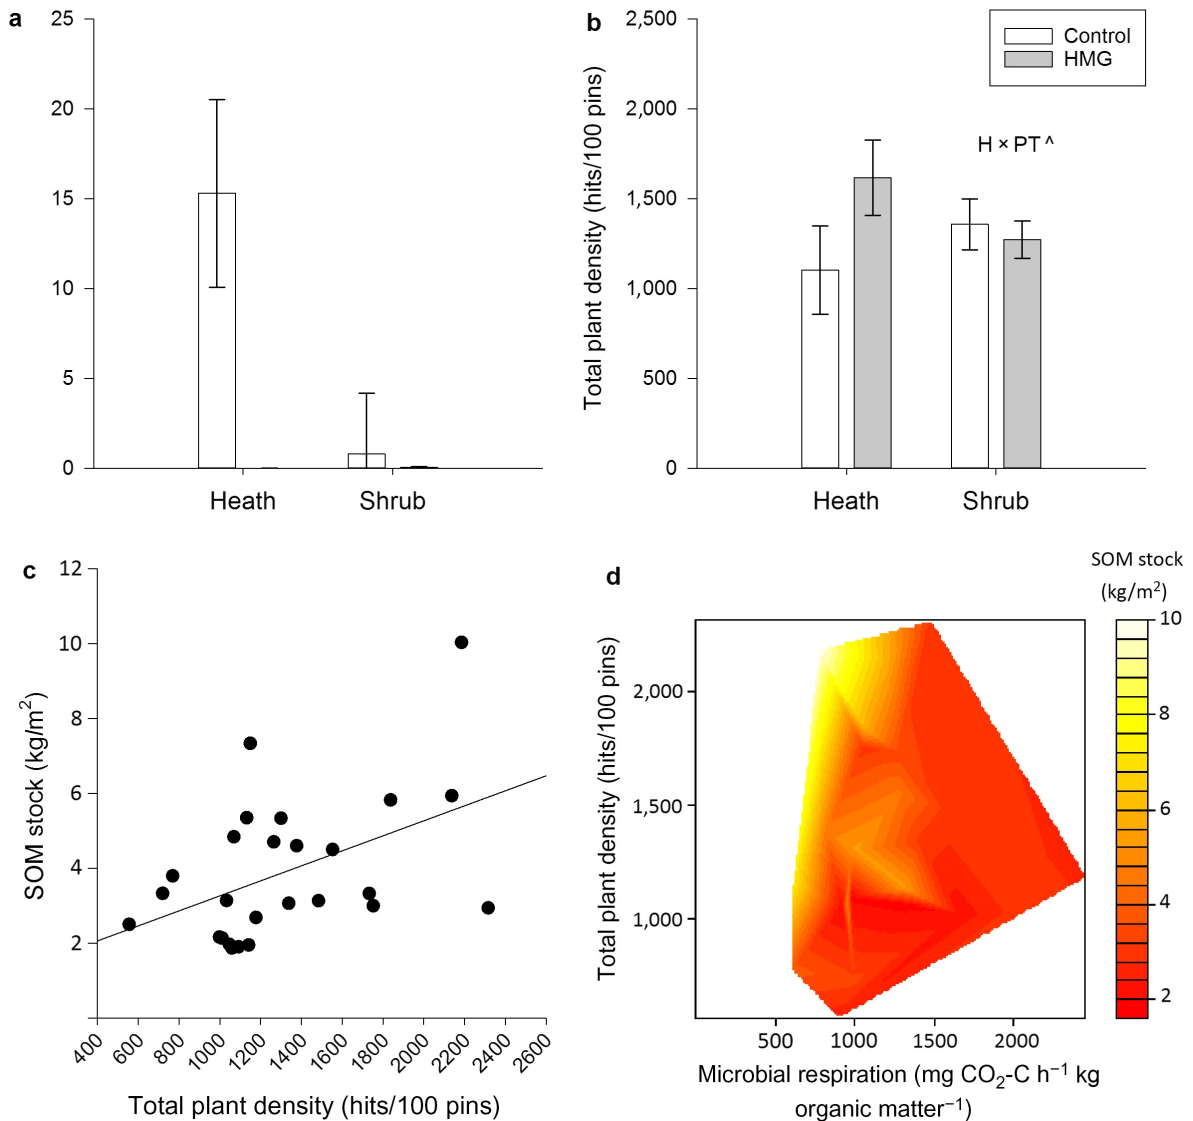 a
25
20
15
10
5
0
Heath
Shrub
b
Total plant density (hits/100 pins)
2,500
2,000
1,500
1,000
500
0
Control
HMG
H × PT ^
Heath
Shrub
c
SOM stock (kg/m²)
12
10
8
6
4
2
400 600 800 1000 1200 1400 1600 1800 2000 2200 2400 2600
Total plant density (hits/100 pins)
d
SOM stock
(kg/m²)
10
8
6
4
2
Total plant density (hits/100 pins)
2,000
1,500
1,000
500 1000 1500 2000
Microbial respiration (mg CO₂-C h⁻¹ kg
organic matter⁻¹)